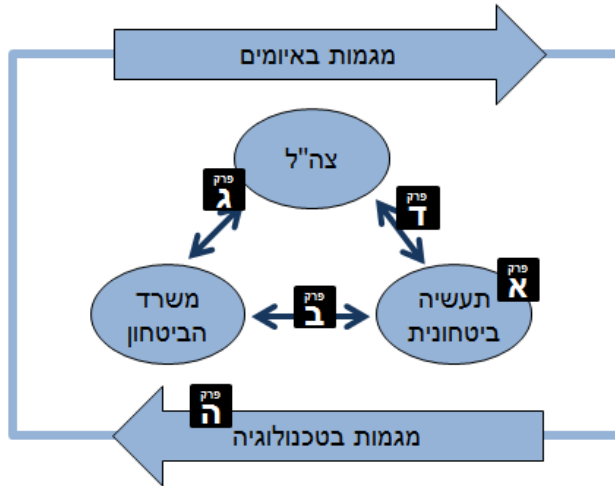 מגמות באיומים
צה"ל
פרק
ג
פרק
ד
פרק
א
תעשיה
ביטחונית
פרק
ב
משרד
הביטחון
פרק
ה
מגמות בטכנולוגיה